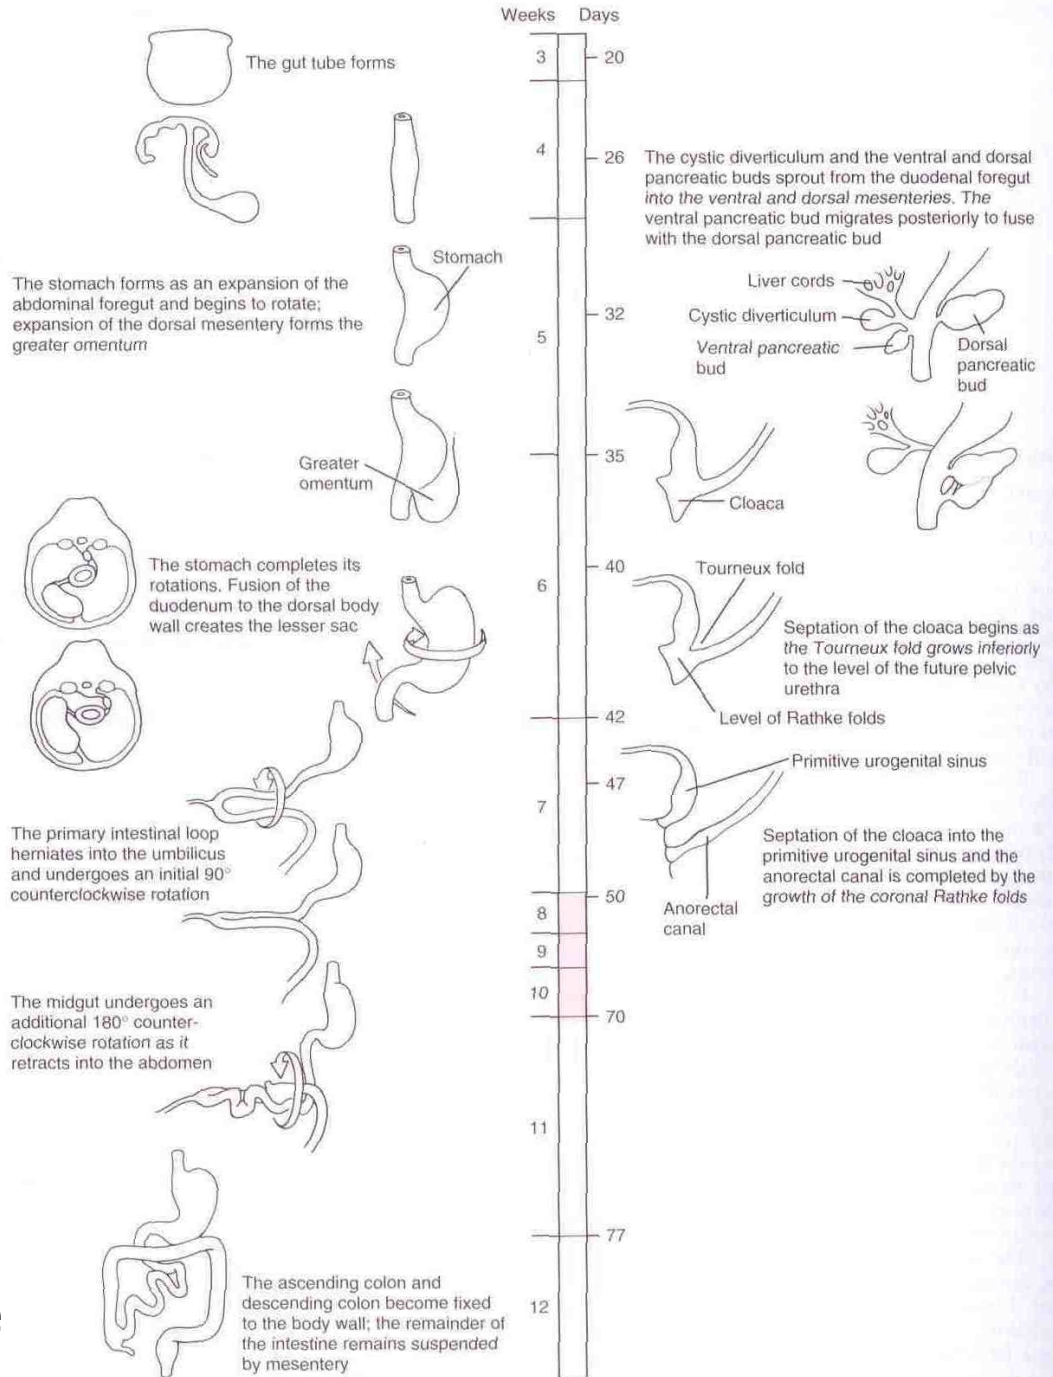 Weeks Days
The gut tube forms
3
20
4
26
The cystic diverticulum and the ventral and dorsal
pancreatic buds sprout from the duodenal foregut
into the ventral and dorsal mesenteries. The
ventral pancreatic bud migrates posteriorly to fuse
with the dorsal pancreatic bud
Stomach
The stomach forms as an expansion of the
abdominal foregut and begins to rotate;
expansion of the dorsal mesentery forms the
greater omentum
5
32
Liver cords
Cystic diverticulum
Ventral pancreatic
bud
Dorsal
pancreatic
bud
Greater
omentum
35
Cloaca
The stomach completes its
rotations. Fusion of the
duodenum to the dorsal body
wall creates the lesser sac
6
40
Tourneux fold
Septation of the cloaca begins as
the Tourneux fold grows inferiorly
to the level of the future pelvic
urethra
42
Level of Rathke folds
47
Primitive urogenital sinus
7
The primary intestinal loop
herniates into the umbilicus
and undergoes an initial 90°
counterclockwise rotation
Septation of the cloaca into the
primitive urogenital sinus and the
anorectal canal is completed by the
growth of the coronal Rathke folds
50
Anorectal
canal
8
9
10
70
The midgut undergoes an
additional 180° counter-
clockwise rotation as it
retracts into the abdomen
11
77
The ascending colon and
descending colon become fixed
to the body wall; the remainder of
the intestine remains suspended
by mesentery
12